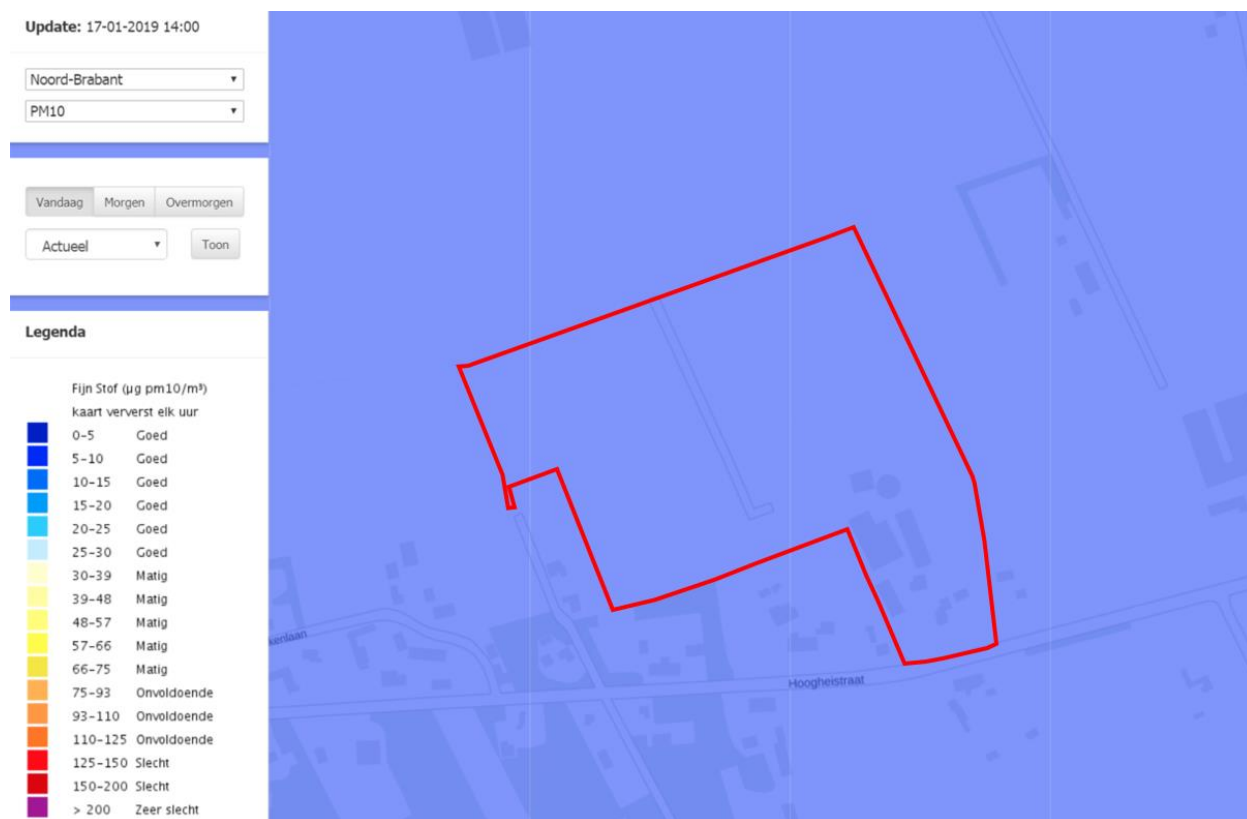 Update: 17-01-2019 14:00
Noord-Brabant
PM10
Vandaag Morgen Overmorgen
Actueel Toon
Legenda
Fijn Stof (µg pm10/m³)
kaart ververst elk uur
0-5 Goed
5-10 Goed
10-15 Goed
15-20 Goed
20-25 Goed
25-30 Goed
30-39 Matig
39-48 Matig
48-57 Matig
57-66 Matig
66-75 Matig
75-93 Onvoldoende
93-110 Onvoldoende
110-125 Onvoldoende
125-150 Slecht
150-200 Slecht
> 200 Zeer slecht
kenlaan
Hoogheistraat